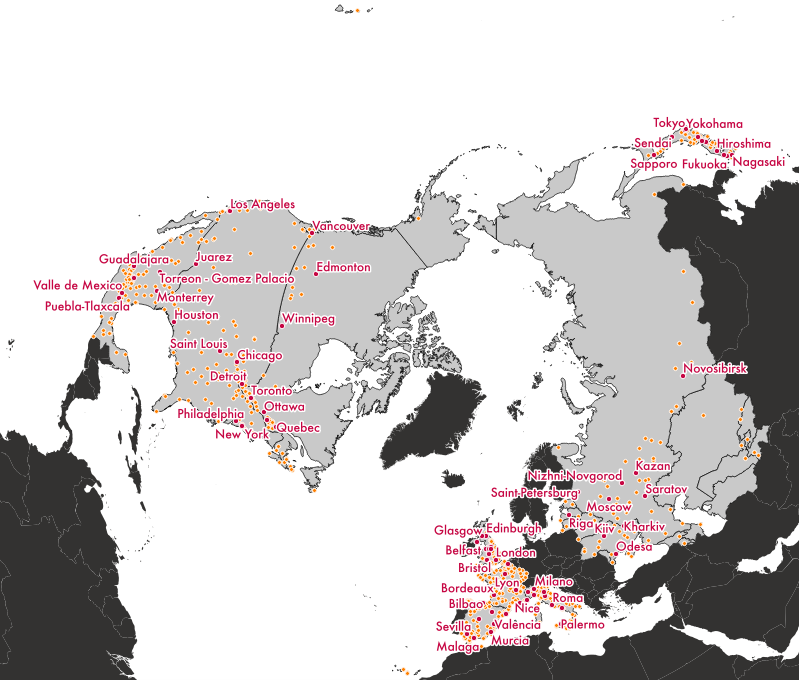 Tokyo
Yokohama
Sendai
Hiroshima
Sapporo
Fukuoka
Nagasaki
Los Angeles
Vancouver
Guadalajara
Juarez
Edmonton
Torreon - Gomez Palacio
Valle de Mexico
Monterrey
Puebla-Tlaxcala
Houston
Winnipeg
Saint Louis
Chicago
Novosibirsk
Detroit
Toronto
Ottawa
Philadelphia
Quebec
New York
Kazan
Nizhni-Novgorod
Saratov
Saint-Petersburg
Moscow
Riga
Kiiv
Kharkiv
Glasgow
Edinburgh
Odesa
Belfast
London
Bristol
Lyon
Milano
Bordeaux
Roma
Bilbao
Nice
Palermo
Sevilla
València
Murcia
Malaga